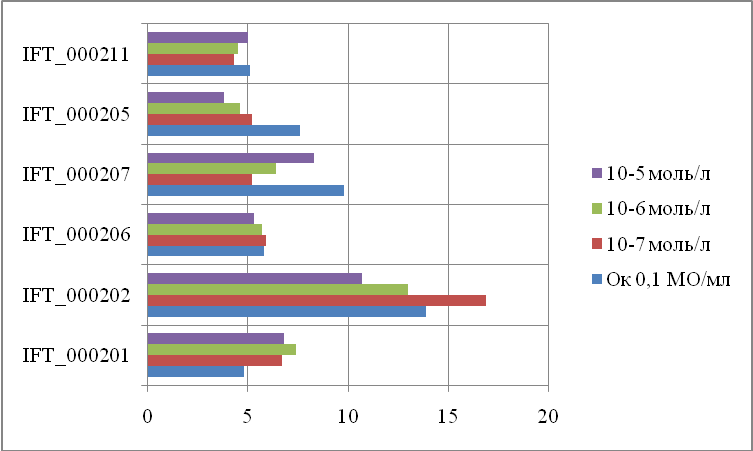 IFT_000211
IFT_000205
IFT_000207
IFT_000206
IFT_000202
IFT_000201
0 5 10 15 20
10-5 моль/л
10-6 моль/л
10-7 моль/л
Ок 0,1 МО/мл